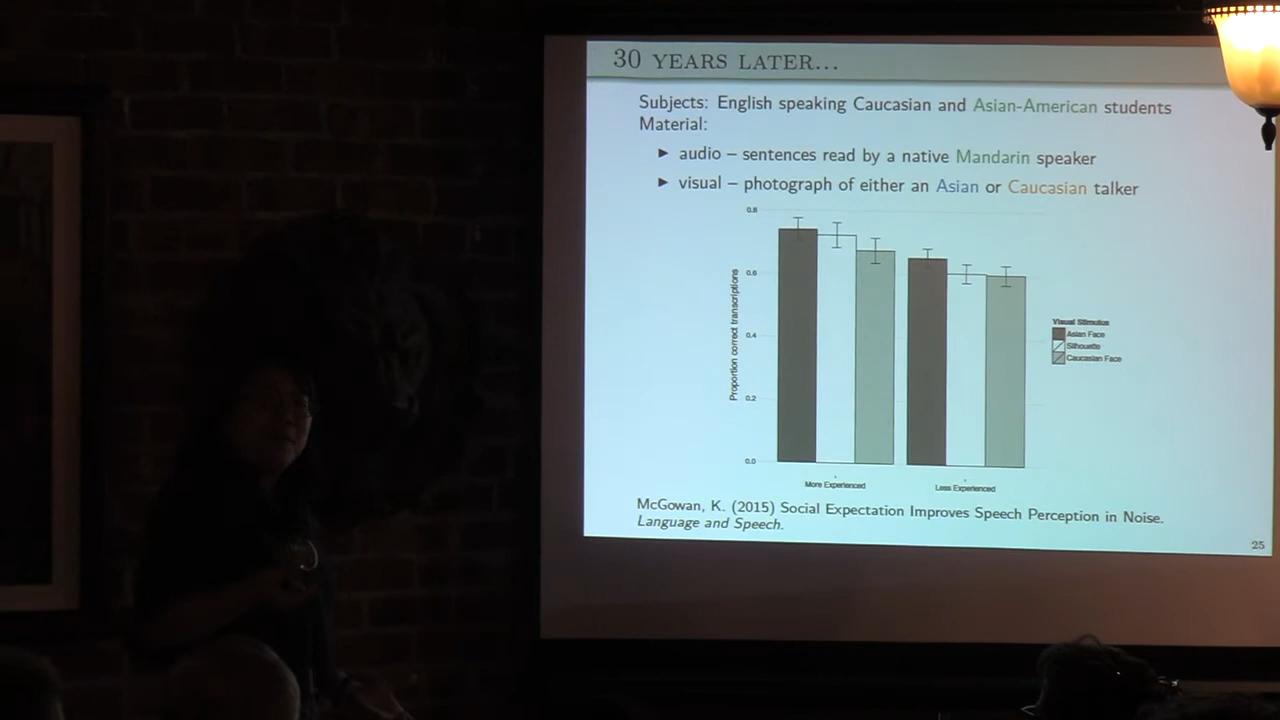 30 YEARS LATER...
Subjects: English speaking Caucasian and Asian-American students
Material:
► audio – sentences read by a native Mandarin speaker
► visual – photograph of either an Asian or Caucasian talker
0.8
0.6
0.4
0.2
0.0
Proportion correct transcriptions
More Experienced
Less Experienced
Visual Stimulus
Asian Face
Silhouette
Caucasian Face
McGowan, K. (2015) Social Expectation Improves Speech Perception in Noise.
Language and Speech.
25